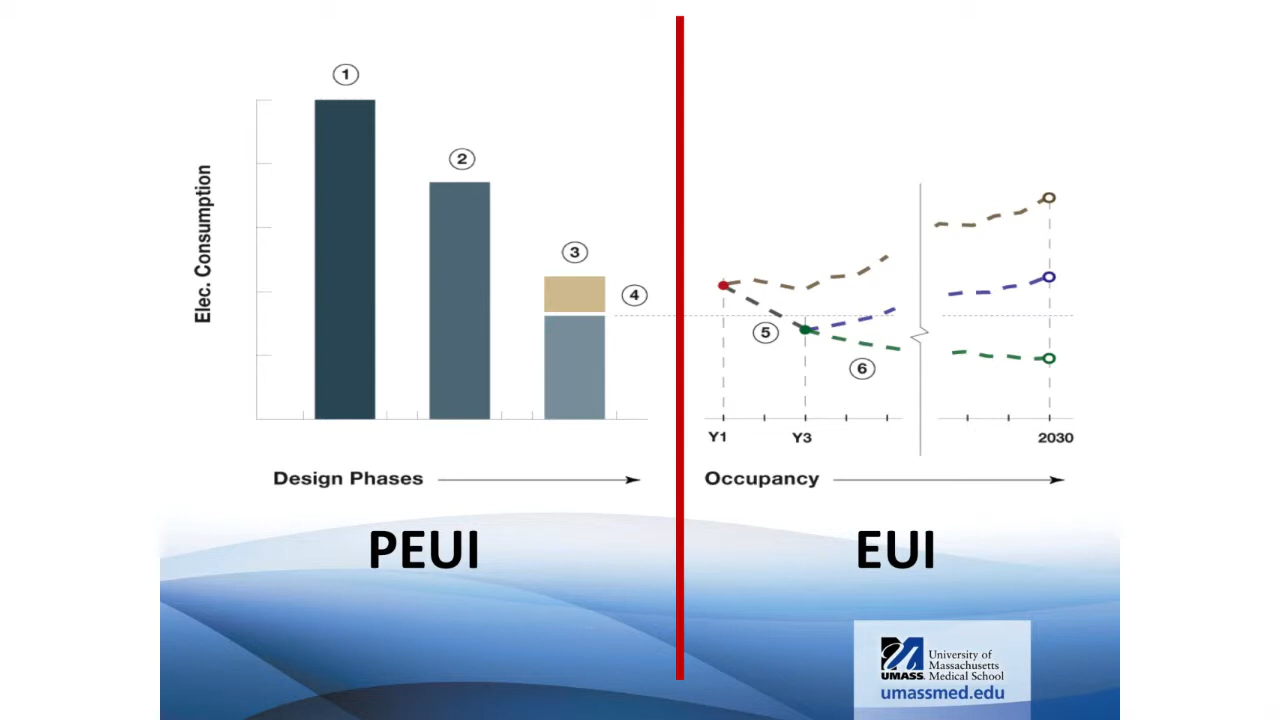 1
2
3
4
5
6
Elec. Consumption
Y1
Y3
2030
Design Phases
Occupancy
PEUI
EUI
University of
Massachusetts
UMASS. Medical School
umassmed.edu